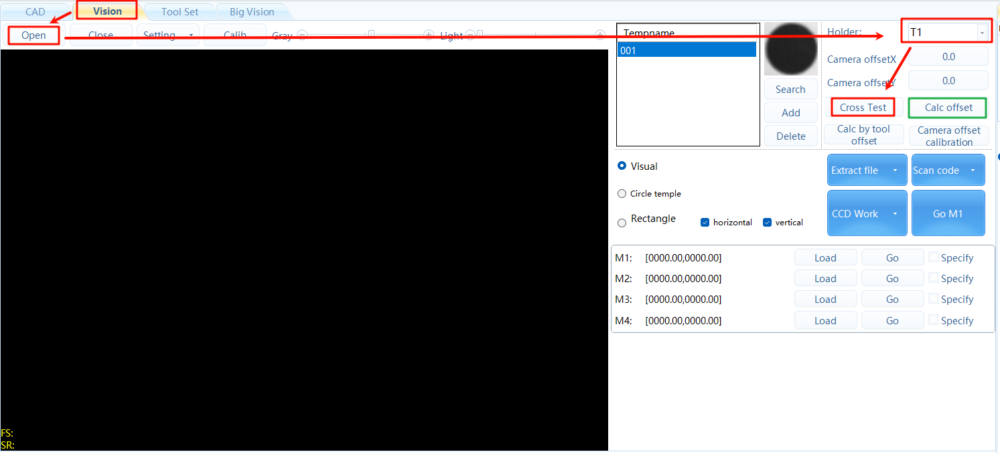 CAD
Vision
Tool Set
Big Vision
Open
Close
Setting
Calib
Gray
Light
Tempname
001
Search
Add
Delete
Holder:
T1
Camera offsetX
0.0
Camera offsetY
0.0
Cross Test
Calc offset
Calc by tool
offset
Camera offset
calibration
Visual
Circle temple
Rectangle
horizontal
vertical
Extract file
Scan code
CCD Work
Go M1
M1: [0000.00,0000.00] Load Go Specify
M2: [0000.00,0000.00] Load Go Specify
M3: [0000.00,0000.00] Load Go Specify
M4: [0000.00,0000.00] Load Go Specify
FS:
SR: